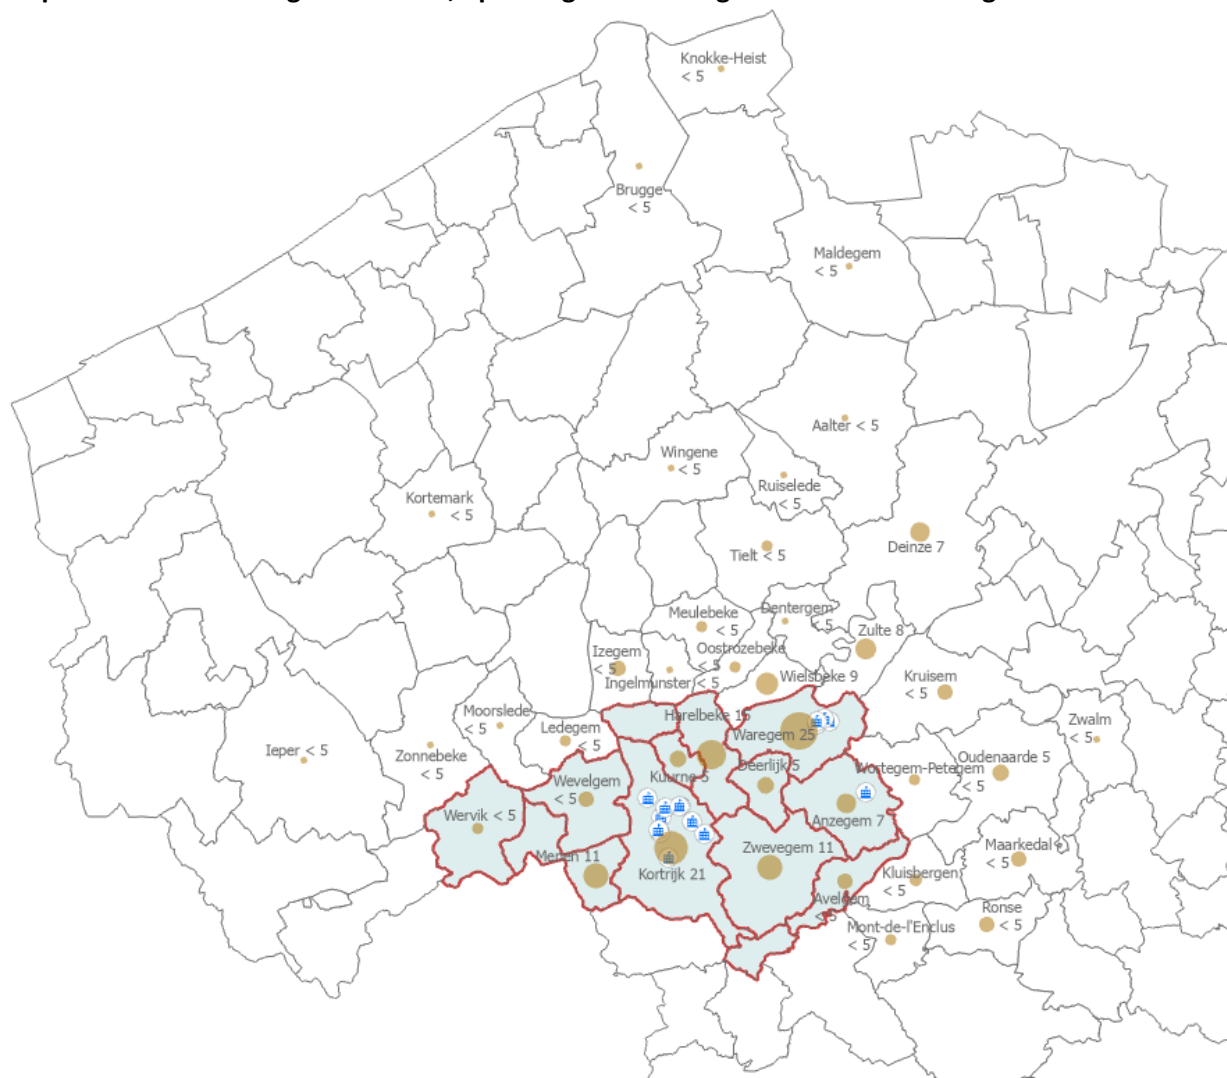 Knokke-Heist
< 5
Brugge
< 5
Maldegem
< 5
Aalter < 5
Wingene
< 5
Ruiselede
< 5
Kortemark
< 5
Deinze 7
Tielt < 5
Meulebeke
< 5
Dentergem
< 5
Zulte 8
Izegem
< 5
Oostrozebeke
< 5
Ingelmunster < 5
Wielsbeke 9
Kruisem
< 5
Moorslede
< 5
Ledegem
< 5
Harelbeke 15
Waregem 25
Zwalm
< 5
Ieper < 5
Zonnebeke
< 5
Wevelgem
< 5
Kuurne 5
Deerlijk 5
Wortegem-Petegem
< 5
Oudenaarde 5
Wervik < 5
Anzegem 7
Menen 11
Kortrijk 21
Zwevegem 11
Maarkedal
< 5
Kluisbergen
< 5
Avelgem
< 5
Ronse
< 5
Mont-de-l'Enclus
< 5